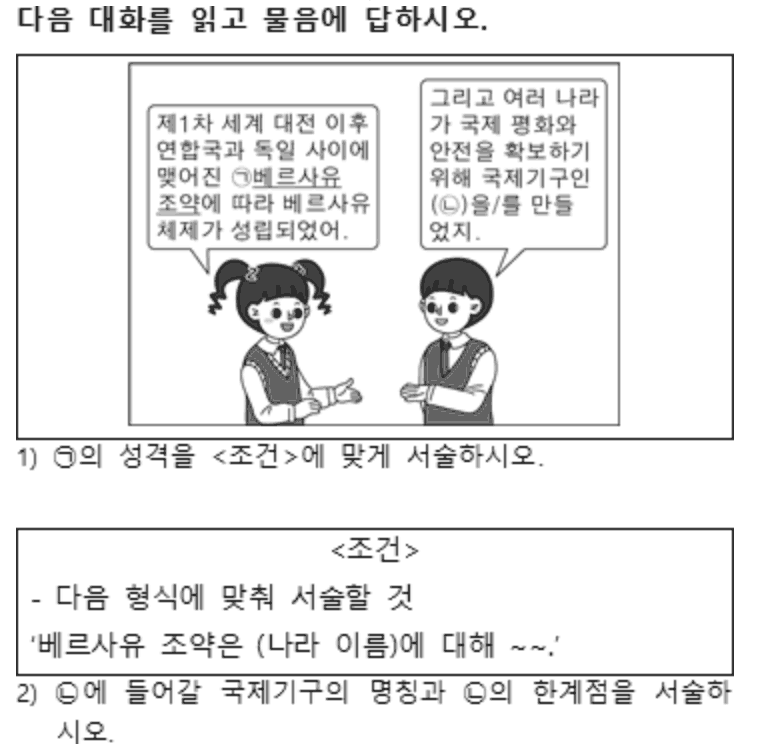 다음 대화를 읽고 물음에 답하시오.
제1차 세계 대전 이후
연합국과 독일 사이에
맺어진 ㉠베르사유
조약에 따라 베르사유
체제가 성립되었어.
그리고 여러 나라
가 국제 평화와
안전을 확보하기
위해 국제기구인
(㉡)을/를 만들
었지.
1) ㉠의 성격을 <조건>에 맞게 서술하시오.
<조건>
- 다음 형식에 맞춰 서술할 것
‘베르사유 조약은 (나라 이름)에 대해 ~~.’
2) ㉡에 들어갈 국제기구의 명칭과 ㉡의 한계점을 서술하
시오.